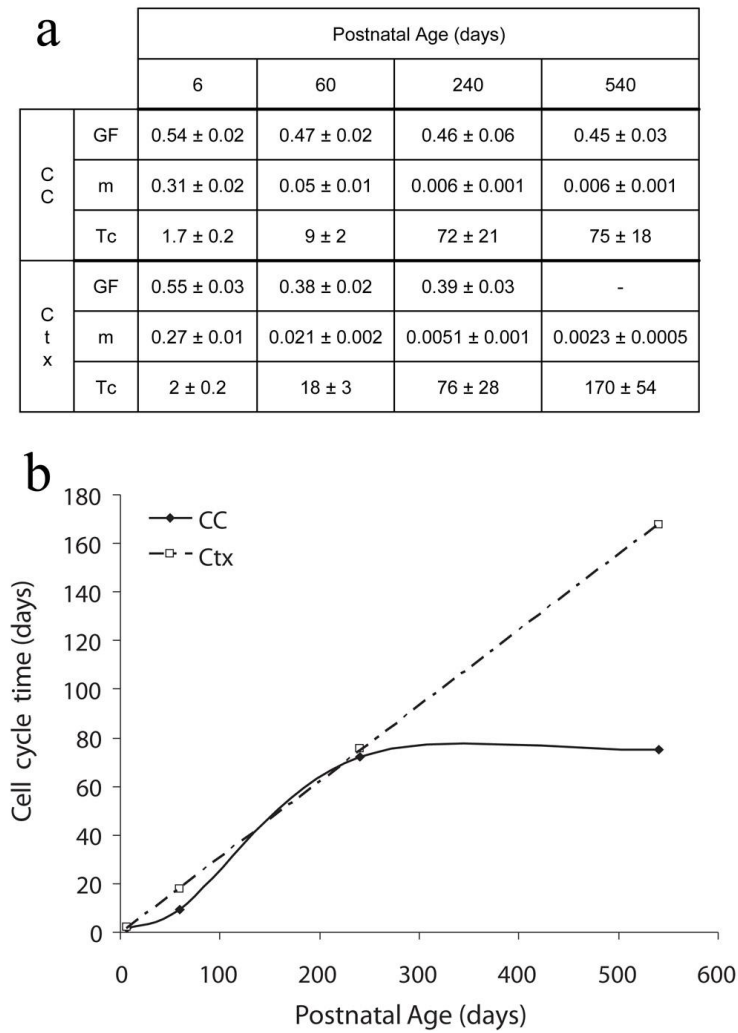 a
Postnatal Age (days)
6 60 240 540
CC
GF 0.54 ± 0.02 0.47 ± 0.02 0.46 ± 0.06 0.45 ± 0.03
m 0.31 ± 0.02 0.05 ± 0.01 0.006 ± 0.001 0.006 ± 0.001
Tc 1.7 ± 0.2 9 ± 2 72 ± 21 75 ± 18
Ctx
GF 0.55 ± 0.03 0.38 ± 0.02 0.39 ± 0.03 -
m 0.27 ± 0.01 0.021 ± 0.002 0.0051 ± 0.001 0.0023 ± 0.0005
Tc 2 ± 0.2 18 ± 3 76 ± 28 170 ± 54
b
180
160
140
120
100
80
60
40
20
0
Cell cycle time (days)
CC
Ctx
0 100 200 300 400 500 600
Postnatal Age (days)